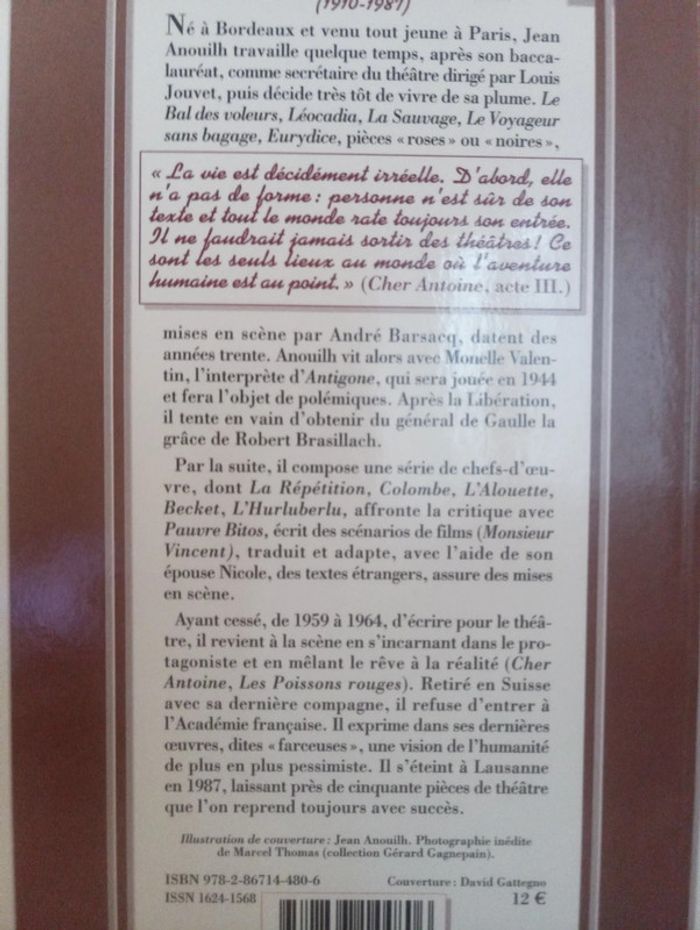 (1910-1987)
Né à Bordeaux et venu tout jeune à Paris, Jean
Anouilh travaille quelque temps, après son bacca-
lauréat, comme secrétaire du théâtre dirigé par Louis
Jouvet, puis décide très tôt de vivre de sa plume. Le
Bal des voleurs, Léocadia, La Sauvage, Le Voyageur
sans bagage, Eurydice, pièces « roses » ou « noires »,
« La vie est décidément irréelle. D'abord, elle
n'a pas de forme : personne n'est sûr de son
texte et tout le monde rate toujours son entrée.
Il ne faudrait jamais sortir des théâtres ! Ce
sont les seuls lieux au monde où l'aventure
humaine est au point. » (Cher Antoine, acte III.)
mises en scène par André Barsacq, datent des
années trente. Anouilh vit alors avec Monelle Valen-
tin, l'interprète d'Antigone, qui sera jouée en 1944
et fera l'objet de polémiques. Après la Libération,
il tente en vain d'obtenir du général de Gaulle la
grâce de Robert Brasillach.
Par la suite, il compose une série de chefs-d'œu-
vre, dont La Répétition, Colombe, L'Alouette,
Becket, L'Hurluberlu, affronte la critique avec
Pauvre Bitos, écrit des scénarios de films (Monsieur
Vincent), traduit et adapte, avec l'aide de son
épouse Nicole, des textes étrangers, assure des mises
en scène.
Ayant cessé, de 1959 à 1964, d'écrire pour le théâ-
tre, il revient à la scène en s'incarnant dans le pro-
tagoniste et en mêlant le rêve à la réalité (Cher
Antoine, Les Poissons rouges). Retiré en Suisse
avec sa dernière compagne, il refuse d'entrer à
l'Académie française. Il exprime dans ses dernières
œuvres, dites « farceuses », une vision de l'humanité
de plus en plus pessimiste. Il s'éteint à Lausanne
en 1987, laissant près de cinquante pièces de théâtre
que l'on reprend toujours avec succès.
Illustration de couverture : Jean Anouilh. Photographie inédite
de Marcel Thomas (collection Gérard Gagnepain).
ISBN 978-2-86714-480-6 Couverture : David Gattegno
ISSN 1624-1568 12 €